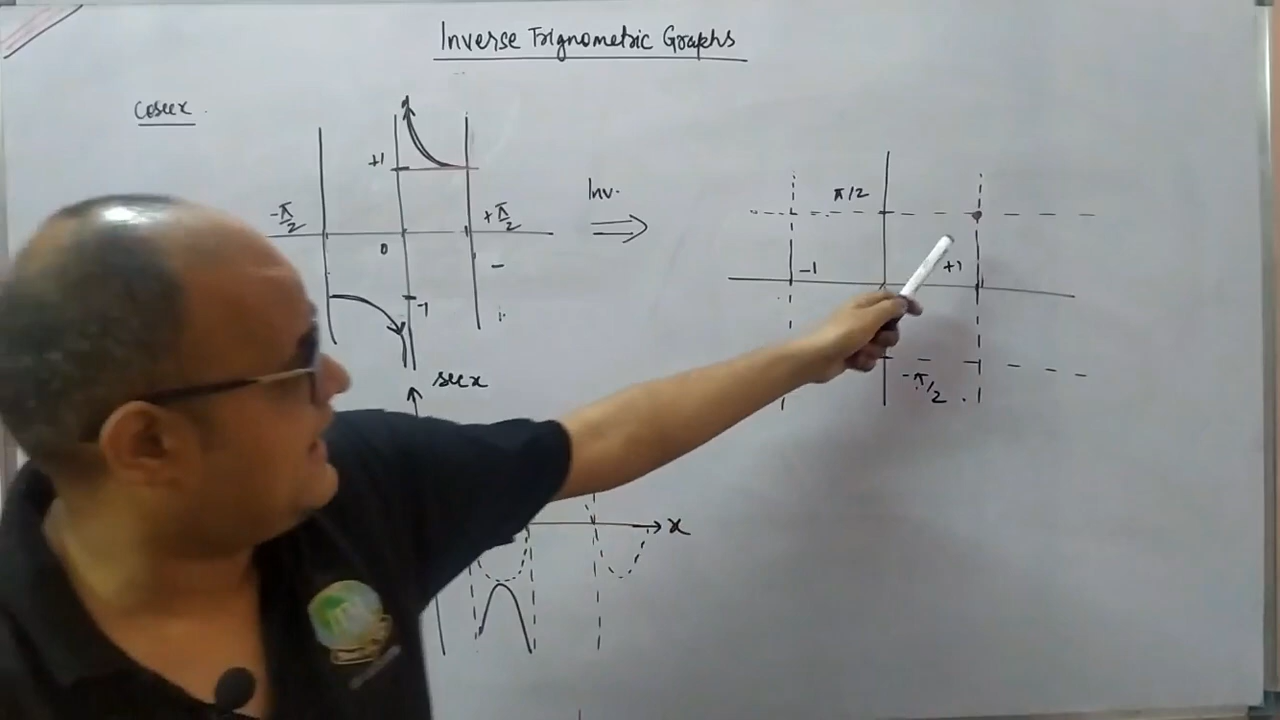 Inverse Trignometric Graphs
cosecx
+1
-π/2
0
+π/2
-1
Inv.
π/2
-1
+1
-π/2
secx
x